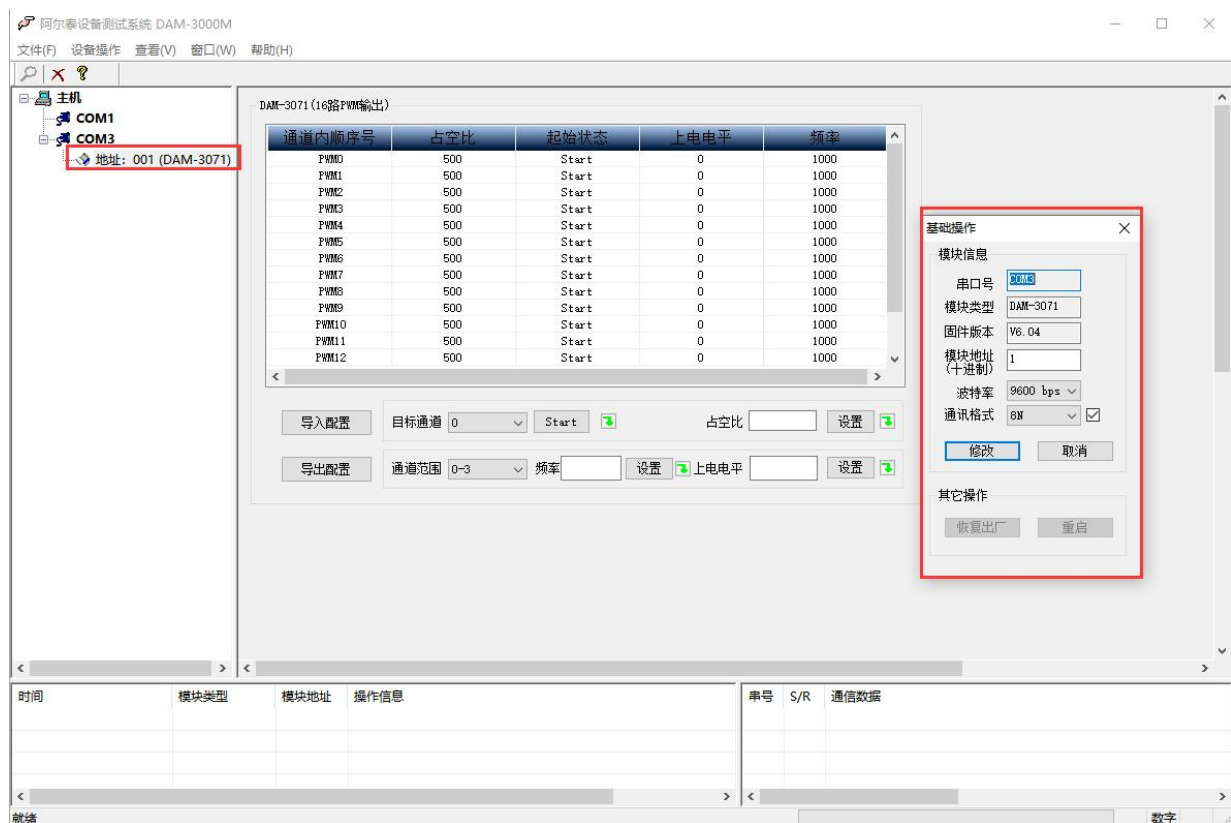 阿尔泰设备测试系统 DAM-3000M
文件(F) 设备操作 查看(V) 窗口(W) 帮助(H)
主机
COM1
COM3
地址：001 (DAM-3071)
DAM-3071(16路PWM输出)
通道内顺序号 占空比 起始状态 上电电平 频率
PWM0 500 Start 0 1000
PWM1 500 Start 0 1000
PWM2 500 Start 0 1000
PWM3 500 Start 0 1000
PWM4 500 Start 0 1000
PWM5 500 Start 0 1000
PWM6 500 Start 0 1000
PWM7 500 Start 0 1000
PWM8 500 Start 0 1000
PWM9 500 Start 0 1000
PWM10 500 Start 0 1000
PWM11 500 Start 0 1000
PWM12 500 Start 0 1000
导入配置 目标通道 0 Start 占空比 设置
导出配置 通道范围 0-3 频率 设置 上电电平 设置
基础操作
模块信息
串口号 COM3
模块类型 DAM-3071
固件版本 V6.04
模块地址 1
(十进制)
波特率 9600 bps
通讯格式 8N
修改 取消
其它操作
恢复出厂 重启
时间 模块类型 模块地址 操作信息
串号 S/R 通信数据
就绪 数字